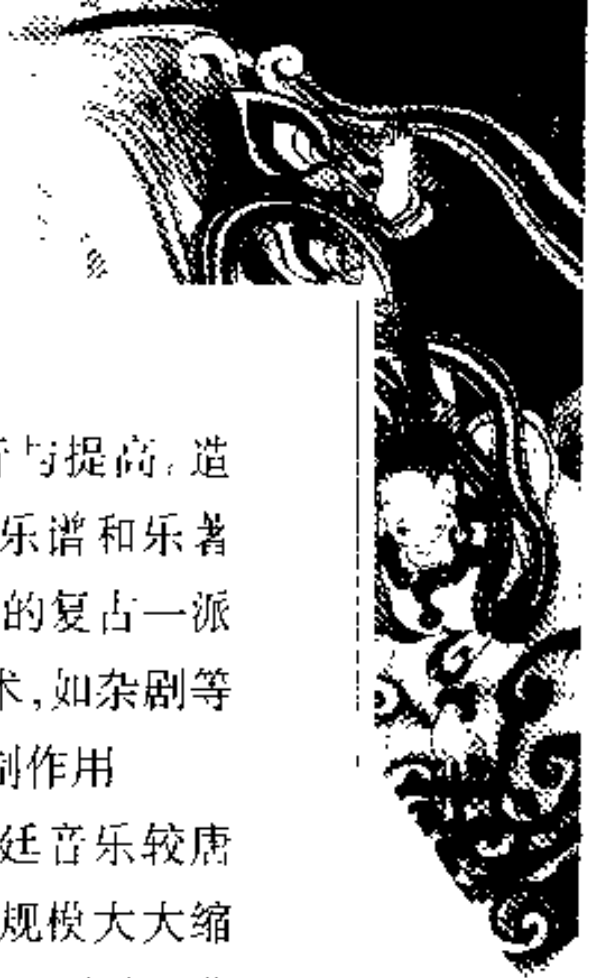 与提高,造
乐谱和乐著
的复古一派
术,如杂剧等
制作用
廷音乐较唐
规模大大缩